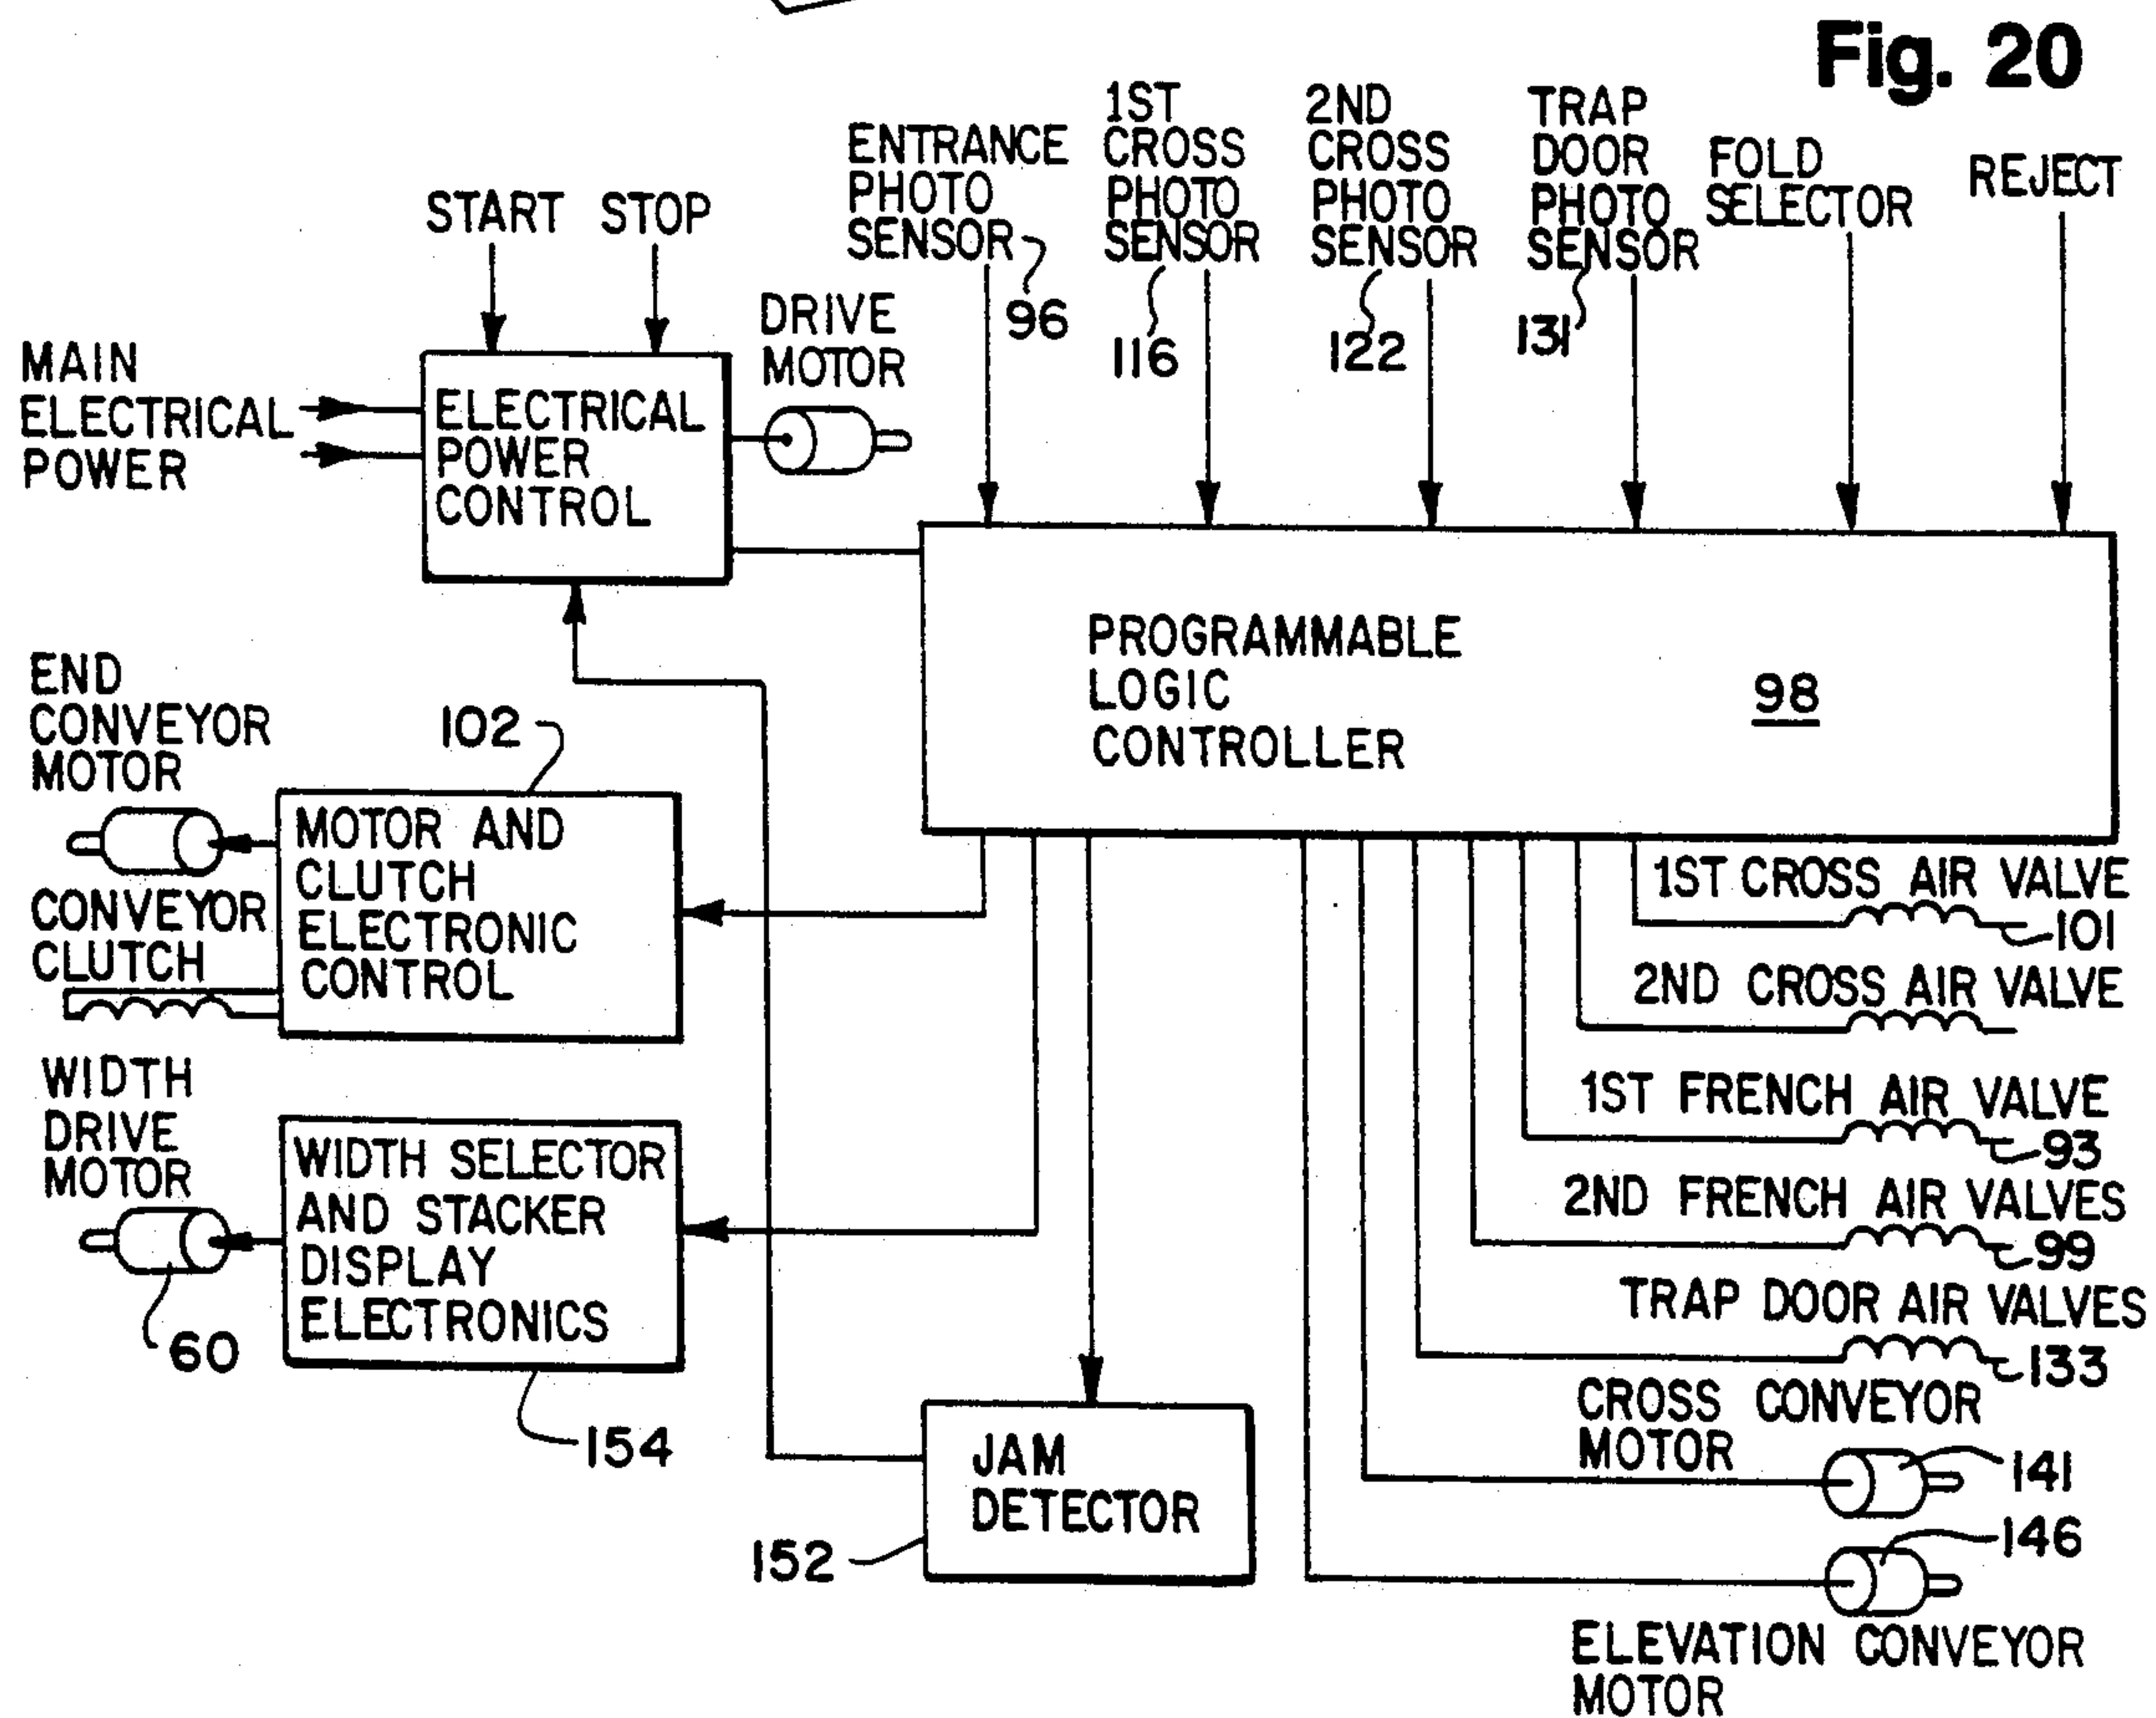 Fig. 20
START
STOP
ENTRANCE
PHOTO
SENSOR
96
1ST
CROSS
PHOTO
SENSOR
116
2ND
CROSS
PHOTO
SENSOR
122
TRAP
DOOR
PHOTO
SENSOR
131
FOLD
SELECTOR
REJECT
MAIN
ELECTRICAL
POWER
ELECTRICAL
POWER
CONTROL
DRIVE
MOTOR
PROGRAMMABLE
LOGIC
CONTROLLER
98
END
CONVEYOR
MOTOR
102
MOTOR AND
CLUTCH
ELECTRONIC
CONTROL
CONVEYOR
CLUTCH
WIDTH
DRIVE
MOTOR
60
WIDTH SELECTOR
AND STACKER
DISPLAY
ELECTRONICS
154
JAM
DETECTOR
152
1ST CROSS AIR VALVE
101
2ND CROSS AIR VALVE
1ST FRENCH AIR VALVE
93
2ND FRENCH AIR VALVES
99
TRAP DOOR AIR VALVES
133
CROSS CONVEYOR
MOTOR
141
146
ELEVATION CONVEYOR
MOTOR